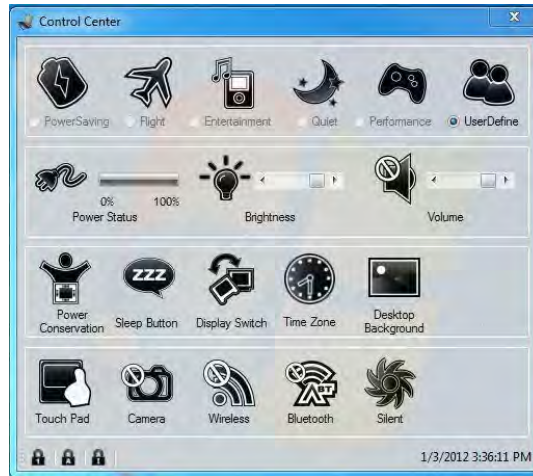 Control Center
PowerSaving Flight Entertainment Quiet Performance UserDefine
0% 100%
Power Status Brightness Volume
zzz
Power Conservation Sleep Button Display Switch Time Zone Desktop Background
Touch Pad Camera Wireless Bluetooth Silent
1/3/2012 3:36:11 PM